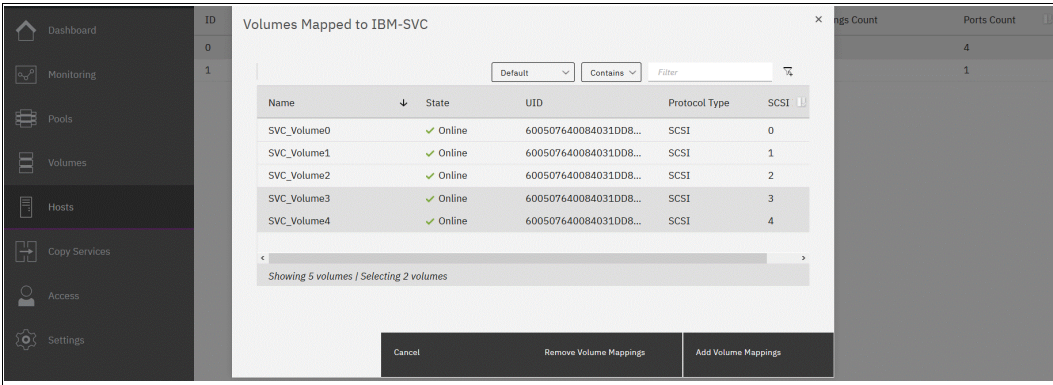 Dashboard
Monitoring
Pools
Volumes
Hosts
Copy Services
Access
Settings
ID
0
1
ngs Count
Ports Count
4
1
Volumes Mapped to IBM-SVC
Default
Contains
Filter
Name State UID Protocol Type SCSI
SVC_Volume0 Online 600507640084031DD8... SCSI 0
SVC_Volume1 Online 600507640084031DD8... SCSI 1
SVC_Volume2 Online 600507640084031DD8... SCSI 2
SVC_Volume3 Online 600507640084031DD8... SCSI 3
SVC_Volume4 Online 600507640084031DD8... SCSI 4
Showing 5 volumes | Selecting 2 volumes
Cancel
Remove Volume Mappings
Add Volume Mappings